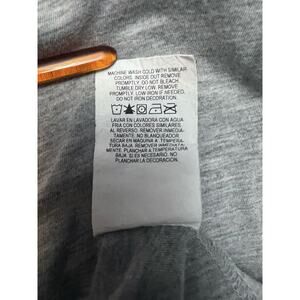 MACHINE WASH COLD WITH SIMILAR
COLORS. INSIDE OUT REMOVE
PROMPTLY. DO NOT BLEACH.
TUMBLE DRY LOW. REMOVE
PROMPTLY. LOW IRON IF NEEDED.
DO NOT IRON DECORATION.
LAVAR EN LAVADORA CON AGUA
FRIA CON COLORES SIMILARES
AL REVERSO. REMOVER INMEDIA-
TAMENTE. NO BLANQUEADOR
SECAR EN MAQUINA A TEMPERA-
TURA BAJA. REMOVER INMEDIATA-
MENTE. PLANCHAR A TEMPERATURA
BAJA SI ES NECESARIO. NO
PLANCHAR LA DECORACION.